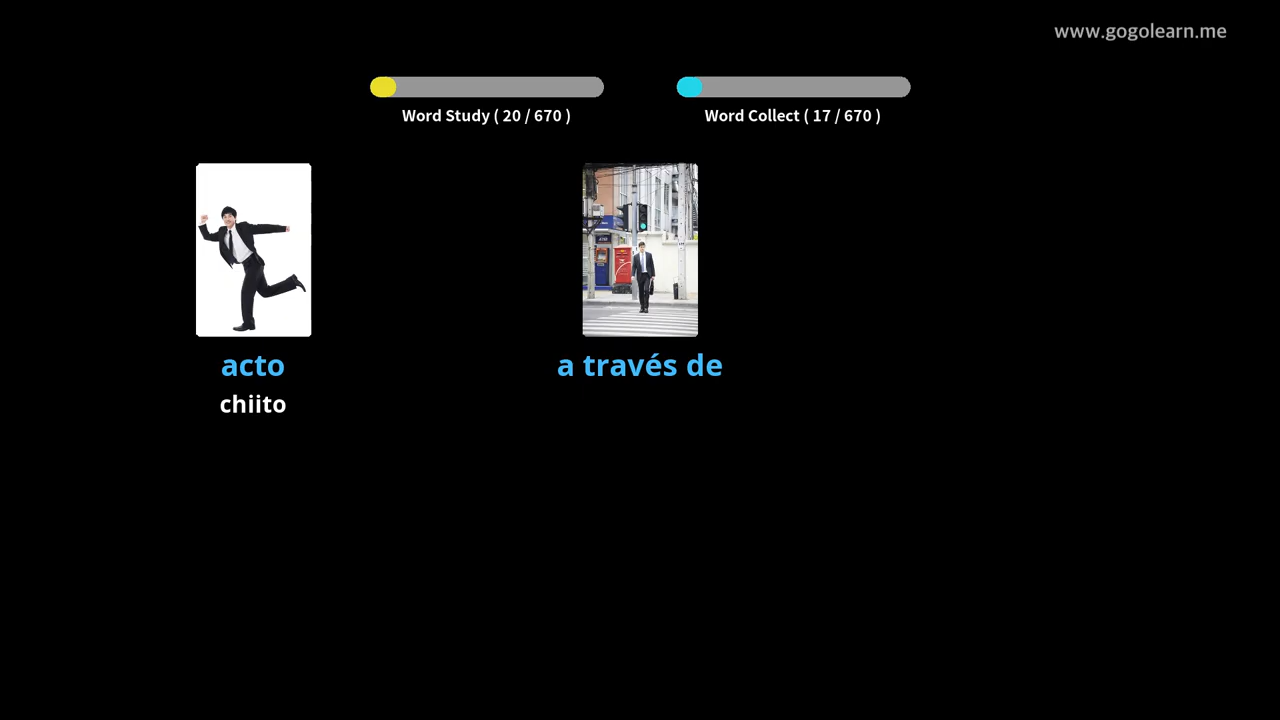 www.gogolearn.me
Word Study ( 20 / 670 )
Word Collect ( 17 / 670 )
acto
a través de
chiito